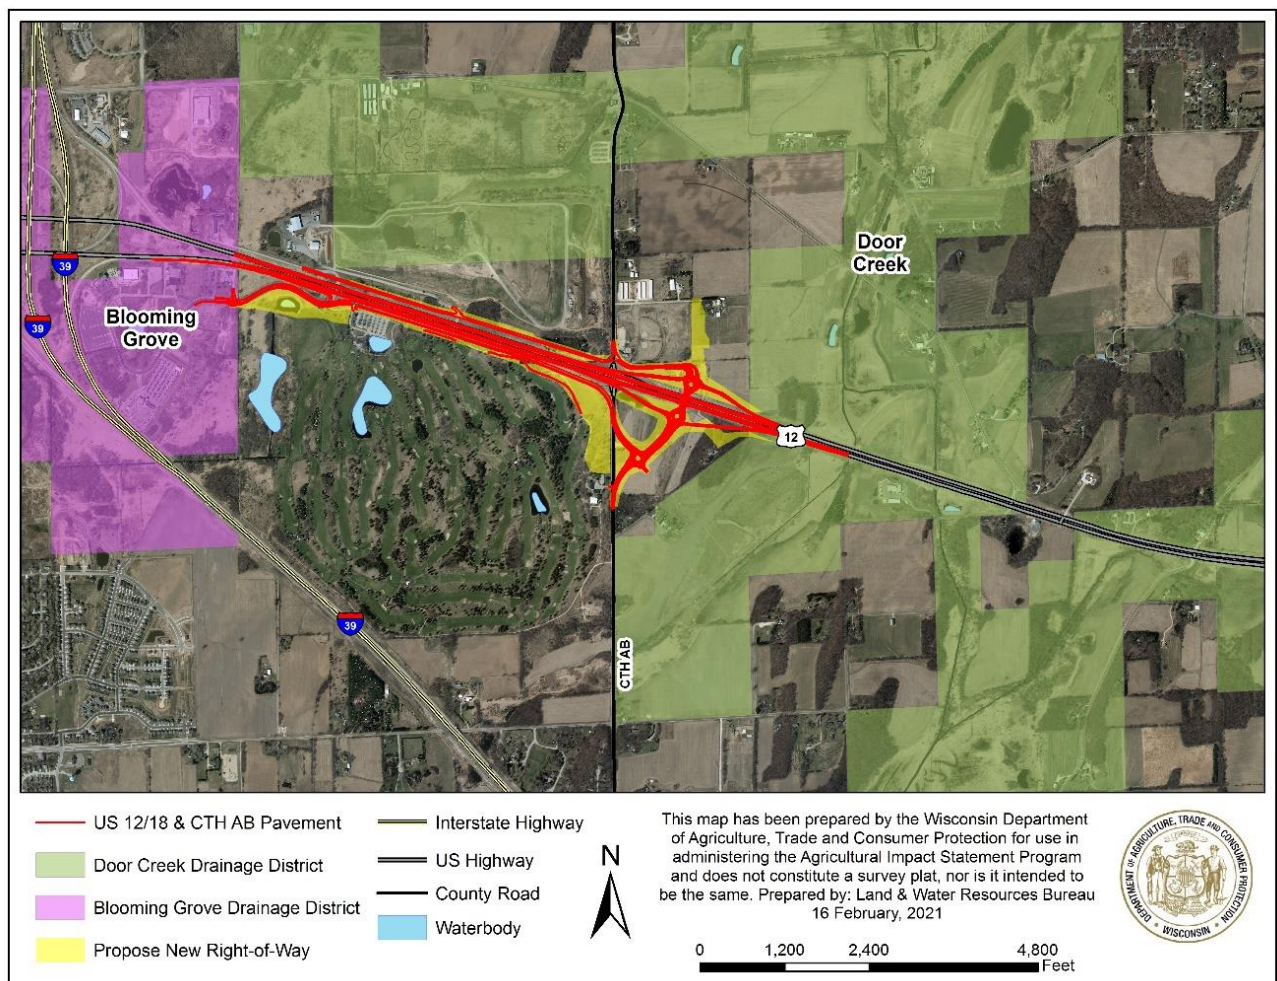 Door
Creek
39
Blooming
Grove
39
12
39
CTH AB
US 12/18 & CTH AB Pavement
Door Creek Drainage District
Blooming Grove Drainage District
Propose New Right-of-Way
Interstate Highway
US Highway
County Road
Waterbody
N
This map has been prepared by the Wisconsin Department
of Agriculture, Trade and Consumer Protection for use in
administering the Agricultural Impact Statement Program
and does not constitute a survey plat, nor is it intended to
be the same. Prepared by: Land & Water Resources Bureau
16 February, 2021
0 1,200 2,400 4,800
Feet
DEPARTMENT OF AGRICULTURE, TRADE AND CONSUMER PROTECTION
• WISCONSIN •